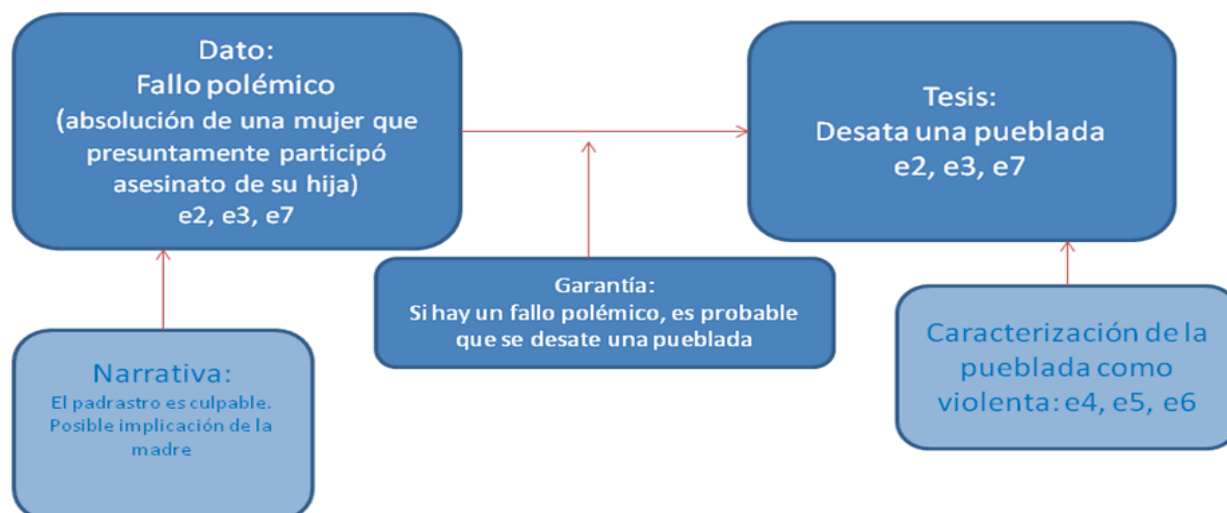 Dato:
Fallo polémico
(absolución de una mujer que
presuntamente participó
asesinato de su hija)
e2, e3, e7
Tesis:
Desata una pueblada
e2, e3, e7
Garantía:
Si hay un fallo polémico, es probable
que se desate una pueblada
Narrativa:
El padrastro es culpable.
Posible implicación de la
madre
Caracterización de la
pueblada como
violenta: e4, e5, e6